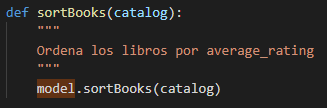 def sortBooks(catalog):
"""
Ordena los libros por average_rating
"""
model.sortBooks(catalog)